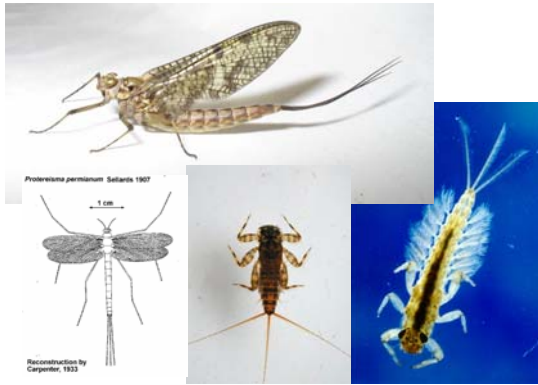 Protereisma permianum Sellards 1907
1 cm
Reconstruction by
Carpenter, 1933